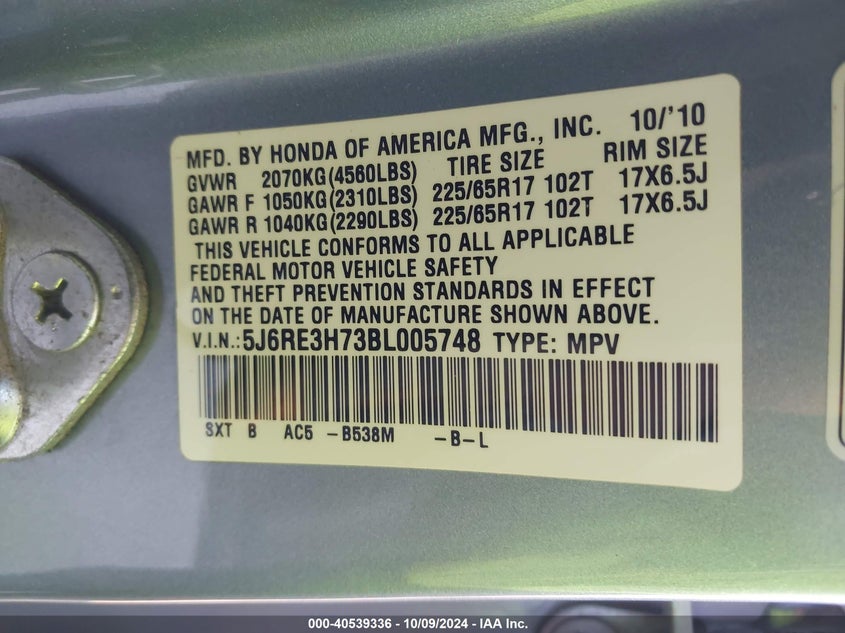 MFD. BY HONDA OF AMERICA MFG., INC. 10/'10
GVWR 2070KG(4560LBS) TIRE SIZE RIM SIZE
GAWR F 1050KG(2310LBS) 225/65R17 102T 17X6.5J
GAWR R 1040KG(2290LBS) 225/65R17 102T 17X6.5J
THIS VEHICLE CONFORMS TO ALL APPLICABLE
FEDERAL MOTOR VEHICLE SAFETY
AND THEFT PREVENTION STANDARDS IN EFFECT
ON THE DATE OF MANUFACTURE SHOWN ABOVE.
V.I.N.:5J6RE3H73BL005748 TYPE: MPV
SXT B AC5 -B538M -B-L
000-40539336 - 10/09/2024 - IAA Inc.